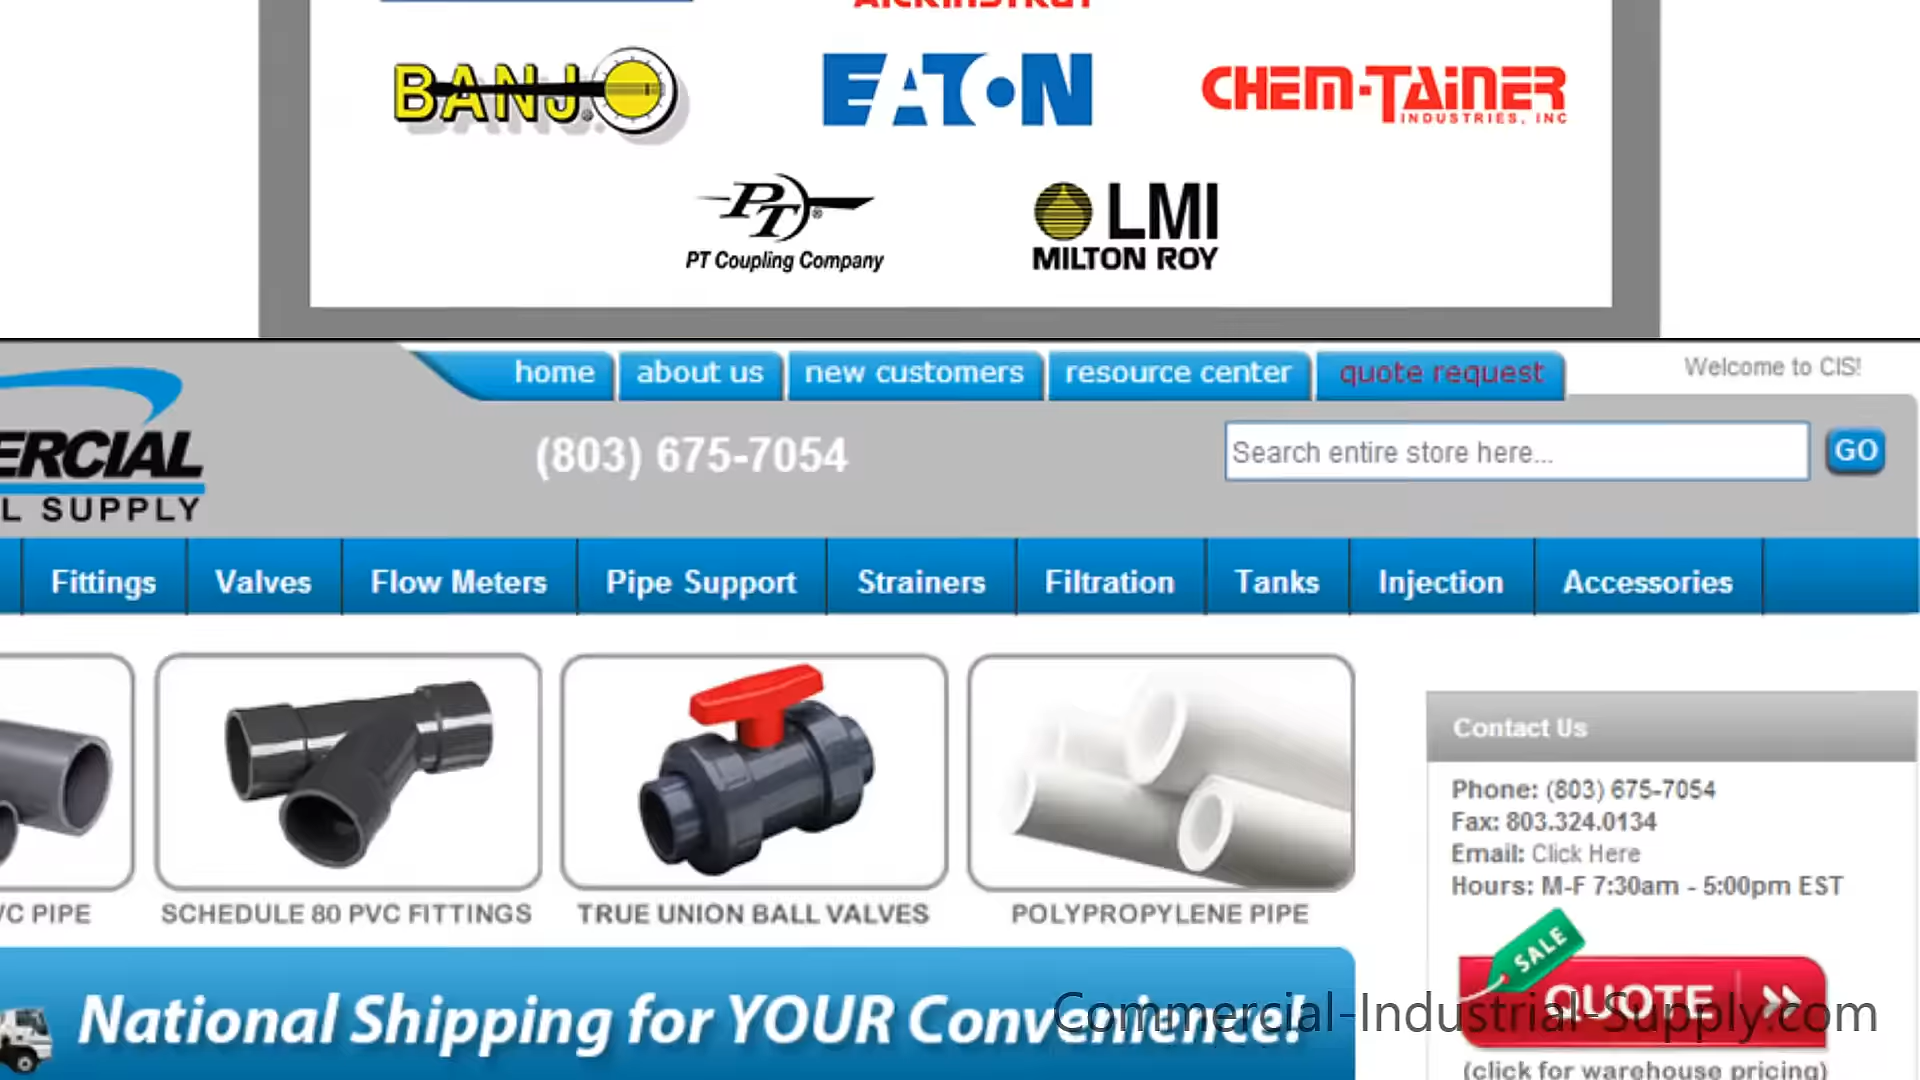 BANJO®
EATON
CHEM-TAINER
INDUSTRIES, INC
PT®
PT Coupling Company
LMI
MILTON ROY
home
about us
new customers
resource center
quote request
Welcome to CIS!
ERCIAL
L SUPPLY
(803) 675-7054
Search entire store here...
GO
Fittings
Valves
Flow Meters
Pipe Support
Strainers
Filtration
Tanks
Injection
Accessories
VC PIPE
SCHEDULE 80 PVC FITTINGS
TRUE UNION BALL VALVES
POLYPROPYLENE PIPE
Contact Us
Phone: (803) 675-7054
Fax: 803.324.0134
Email: Click Here
Hours: M-F 7:30am - 5:00pm EST
SALE
QUOTE
(click for warehouse pricing)
National Shipping for YOUR Convenience!
Commercial-Industrial-Supply.com